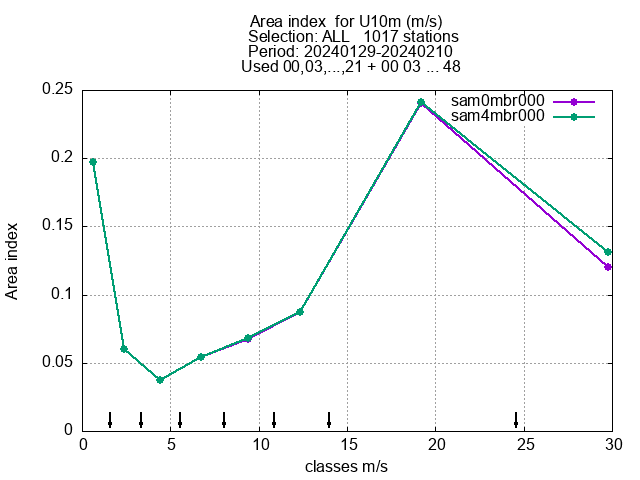 Area index  for U10m (m/s)
Selection: ALL   1017 stations
Period: 20240129-20240210
Used 00,03,...,21 + 00 03 ... 48
sam0mbr000
sam4mbr000
0.25
0.2
0.15
0.1
0.05
0
Area index
0 5 10 15 20 25 30
classes m/s